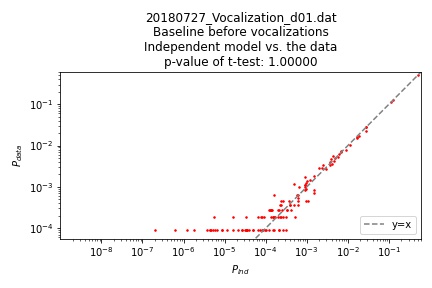 20180727_Vocalization_d01.dat
Baseline before vocalizations
Independent model vs. the data
p-value of t-test: 1.00000
P_data
10⁻¹
10⁻²
10⁻³
10⁻⁴
y=x
10⁻⁸ 10⁻⁷ 10⁻⁶ 10⁻⁵ 10⁻⁴ 10⁻³ 10⁻² 10⁻¹
P_ind